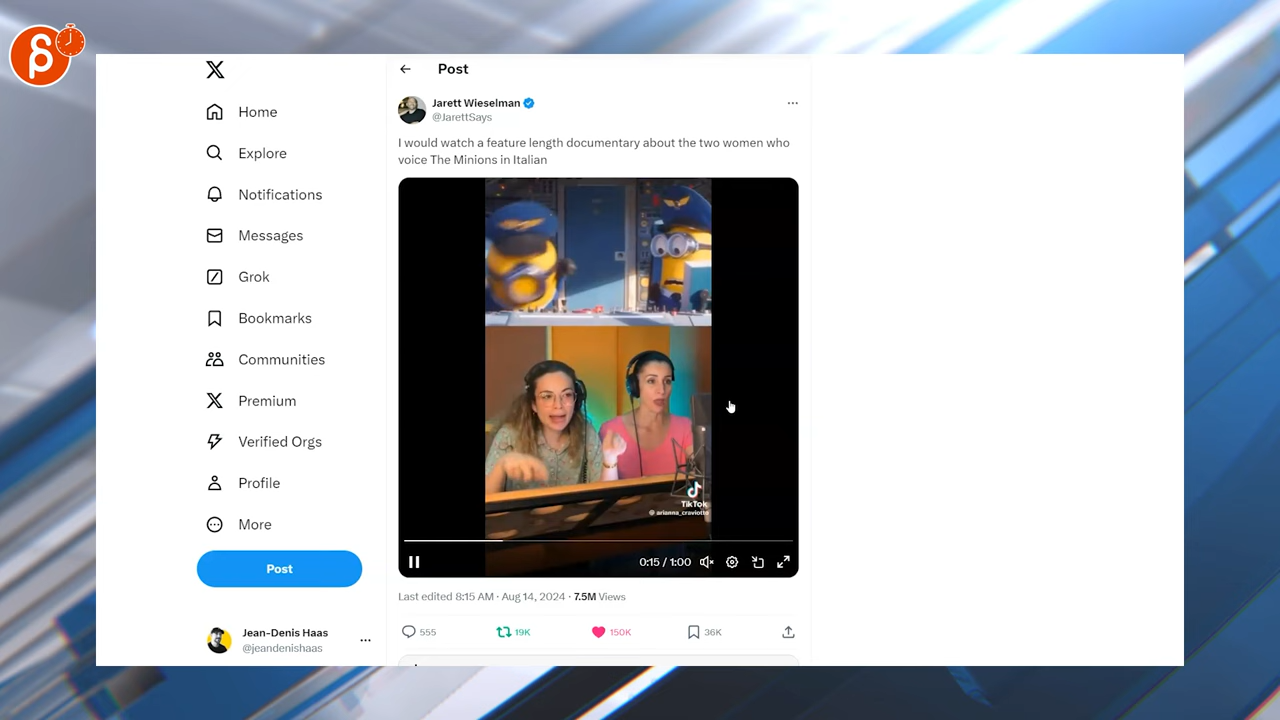 Post
Jarett Wieselman
@JarettSays
I would watch a feature length documentary about the two women who
voice The Minions in Italian
TikTok
arianna_craviotto
0:15 / 1:00
Last edited 8:15 AM · Aug 14, 2024 · 7.5M Views
555 19K 150K 36K
Home
Explore
Notifications
Messages
Grok
Bookmarks
Communities
Premium
Verified Orgs
Profile
More
Post
Jean-Denis Haas
@jeandenishaas